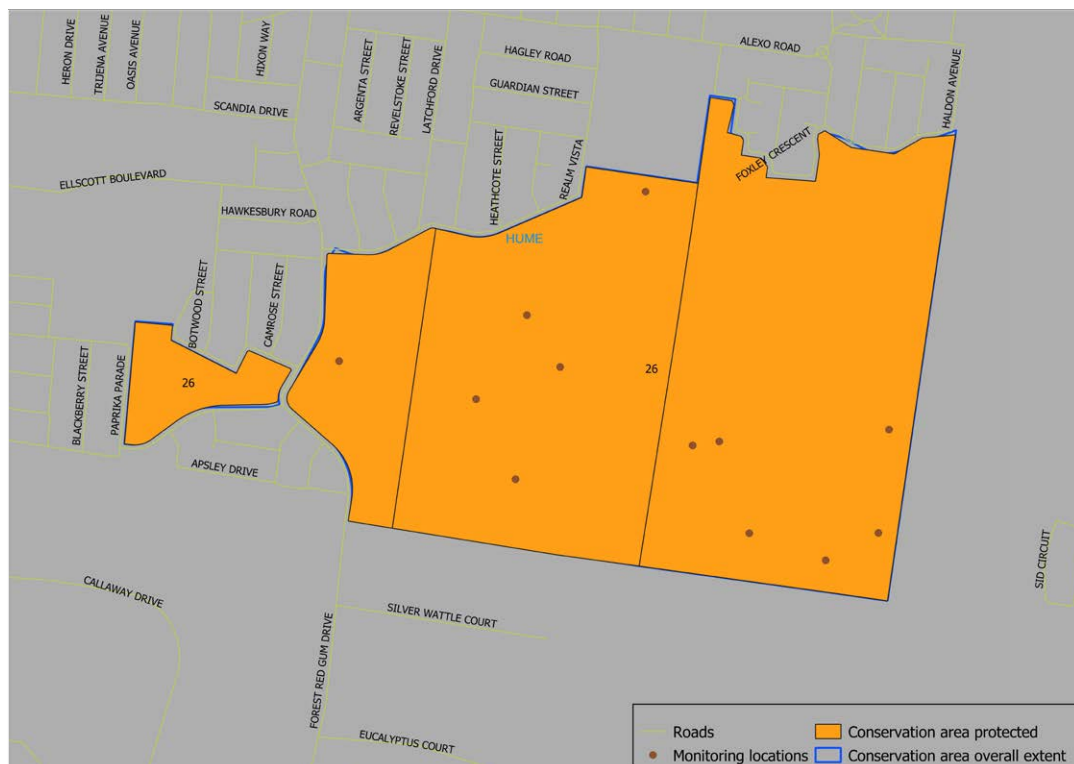 ALEXO ROAD
HAGLEY ROAD
HERON DRIVE
TRIJENA AVENUE
OASIS AVENUE
HIXON WAY
ARGENTA STREET
REVELSTOKE STREET
LATCHFORD DRIVE
GUARDIAN STREET
SCANDIA DRIVE
HALDON AVENUE
FOXLEY CRESCENT
HEATHCOTE STREET
REALM VISTA
ELLSCOTT BOULEVARD
HAWKESBURY ROAD
HUME
BOTWOOD STREET
CAMROSE STREET
26
26
BLACKBERRY STREET
PAPRIKA PARADE
APSLEY DRIVE
SID CIRCUIT
CALLAWAY DRIVE
SILVER WATTLE COURT
FOREST RED GUM DRIVE
EUCALYPTUS COURT
Roads
Conservation area protected
Monitoring locations
Conservation area overall extent